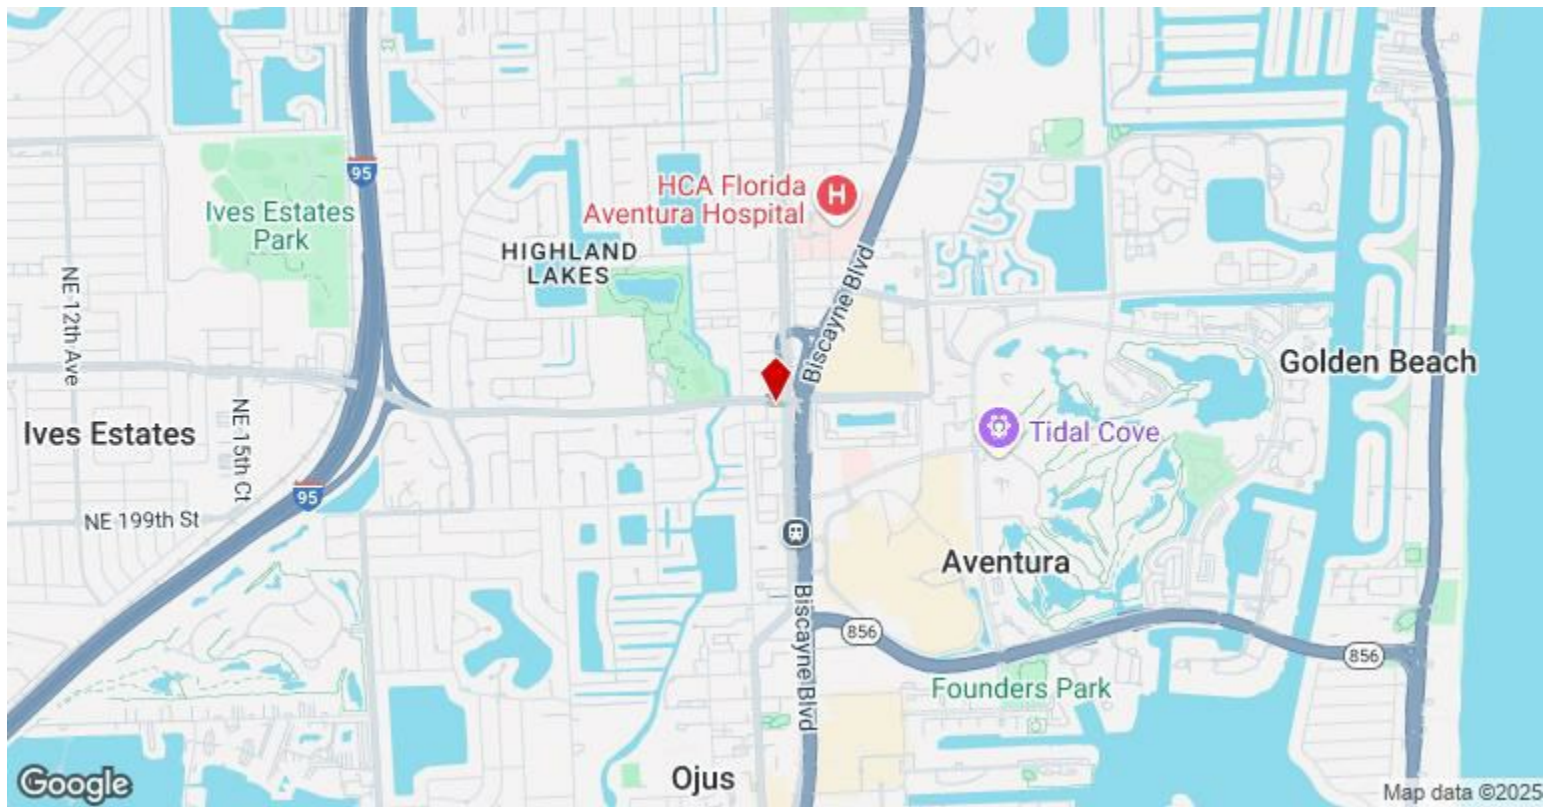 95
HCA Florida
Aventura Hospital
H
Ives Estates
Park
HIGHLAND
LAKES
NE 12th Ave
Biscayne Blvd
Golden Beach
NE 15th Ct
Ives Estates
Tidal Cove
95
NE 199th St
Aventura
Biscayne Blvd
856
856
Founders Park
Ojus
Google
Map data ©2025